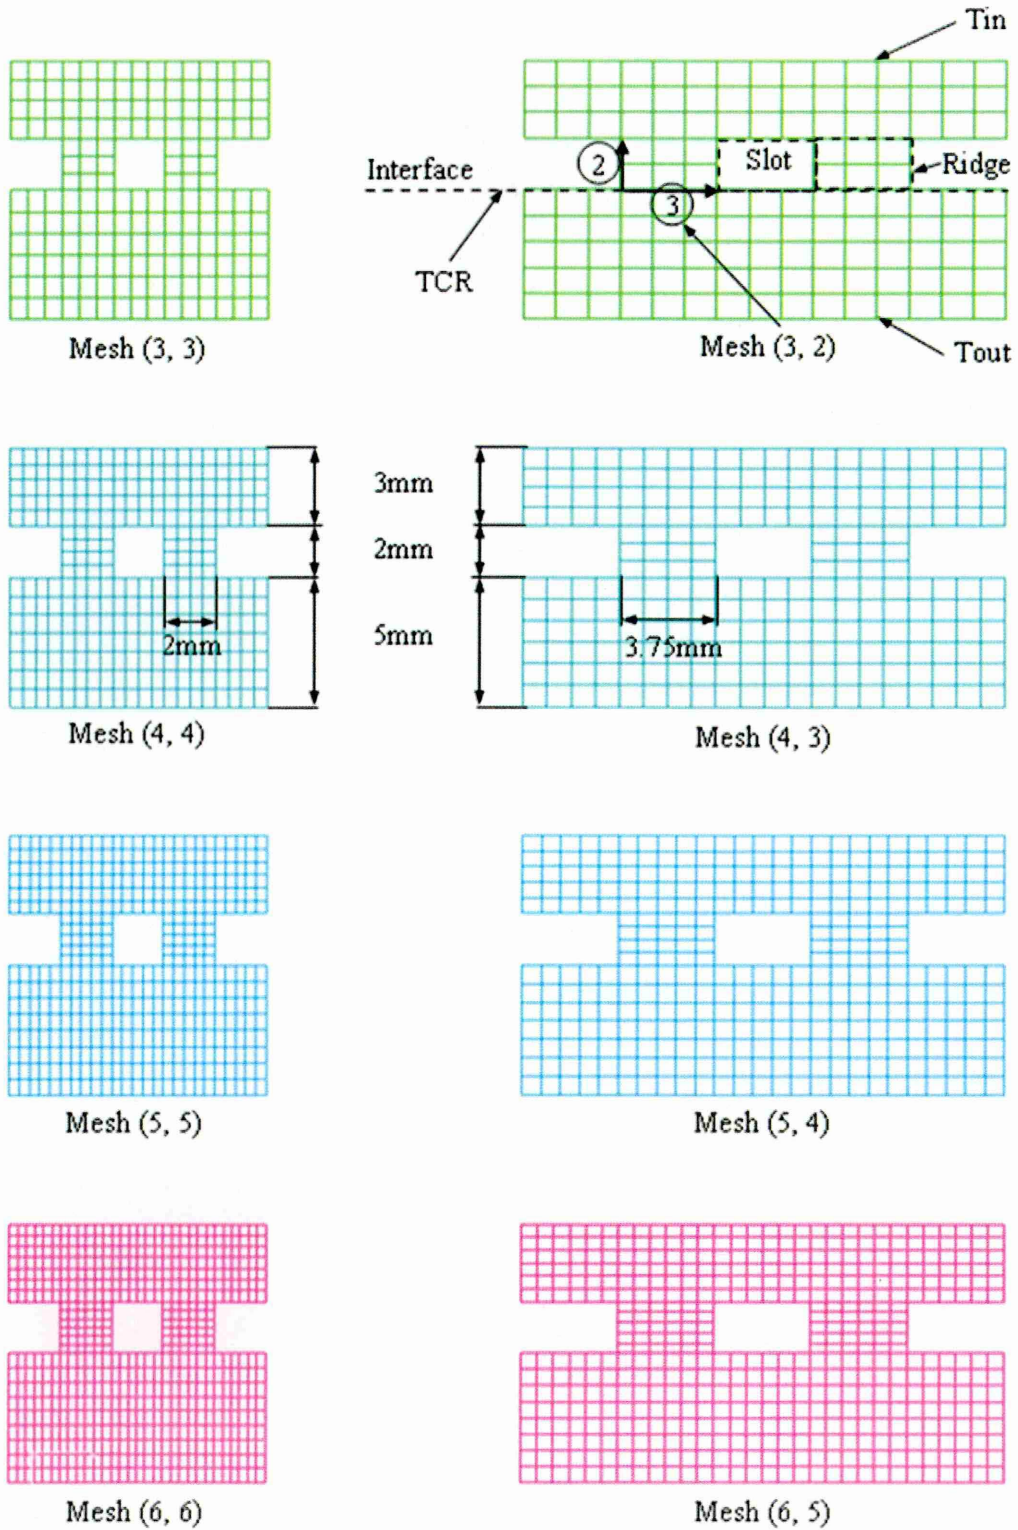 Tin
Interface
2
Slot
Ridge
3
TCR
Mesh (3, 3)
Mesh (3, 2)
Tout
3mm
2mm
5mm
2mm
3.75mm
Mesh (4, 4)
Mesh (4, 3)
Mesh (5, 5)
Mesh (5, 4)
Mesh (6, 6)
Mesh (6, 5)